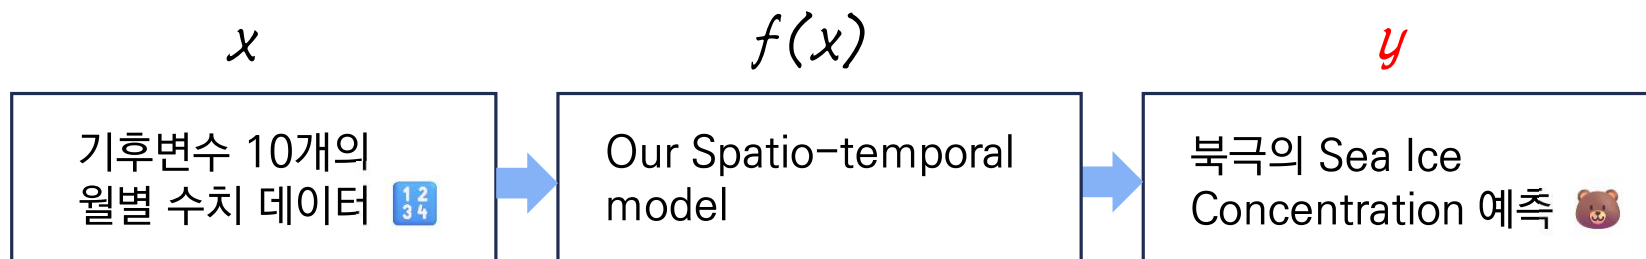 x
f(x)
y
기후변수 10개의
월별 수치 데이터 🔢
Our Spatio-temporal
model
북극의 Sea Ice
Concentration 예측 🐻